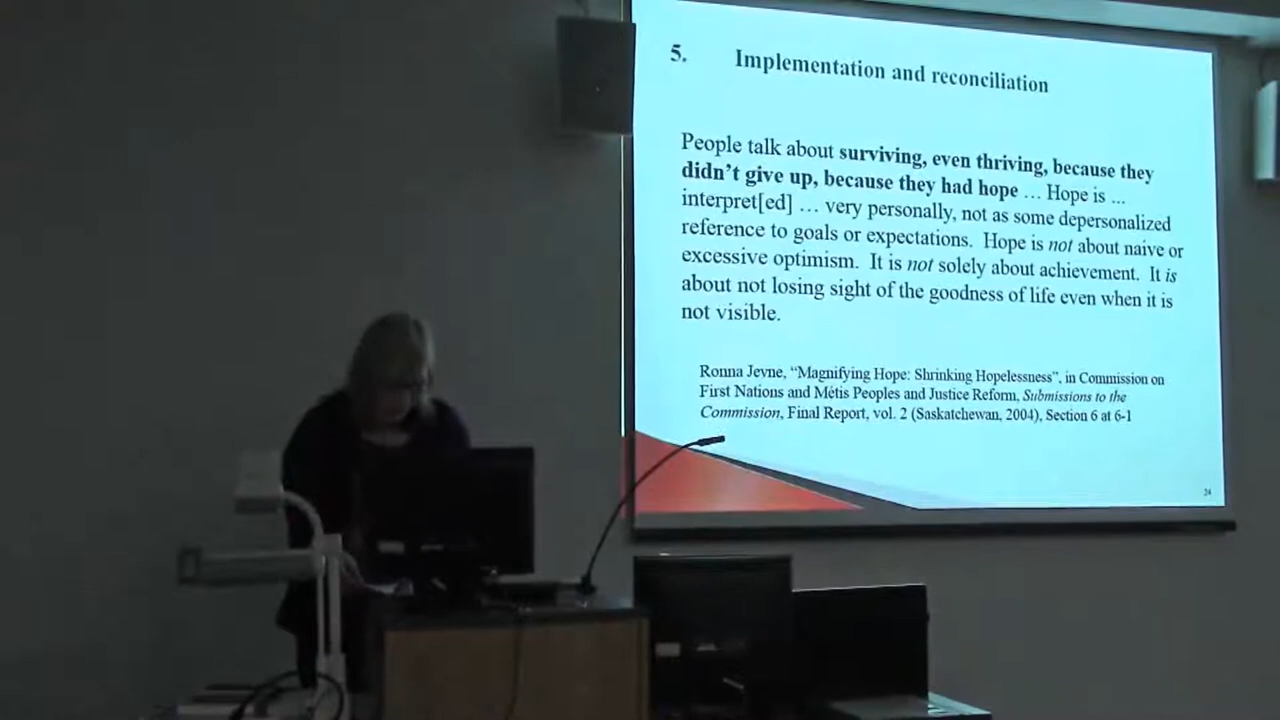 5. Implementation and reconciliation
People talk about surviving, even thriving, because they
didn't give up, because they had hope … Hope is ...
interpret[ed] … very personally, not as some depersonalized
reference to goals or expectations. Hope is not about naive or
excessive optimism. It is not solely about achievement. It is
about not losing sight of the goodness of life even when it is
not visible.
Ronna Jevne, “Magnifying Hope: Shrinking Hopelessness”, in Commission on
First Nations and Métis Peoples and Justice Reform, Submissions to the
Commission, Final Report, vol. 2 (Saskatchewan, 2004), Section 6 at 6-1
24